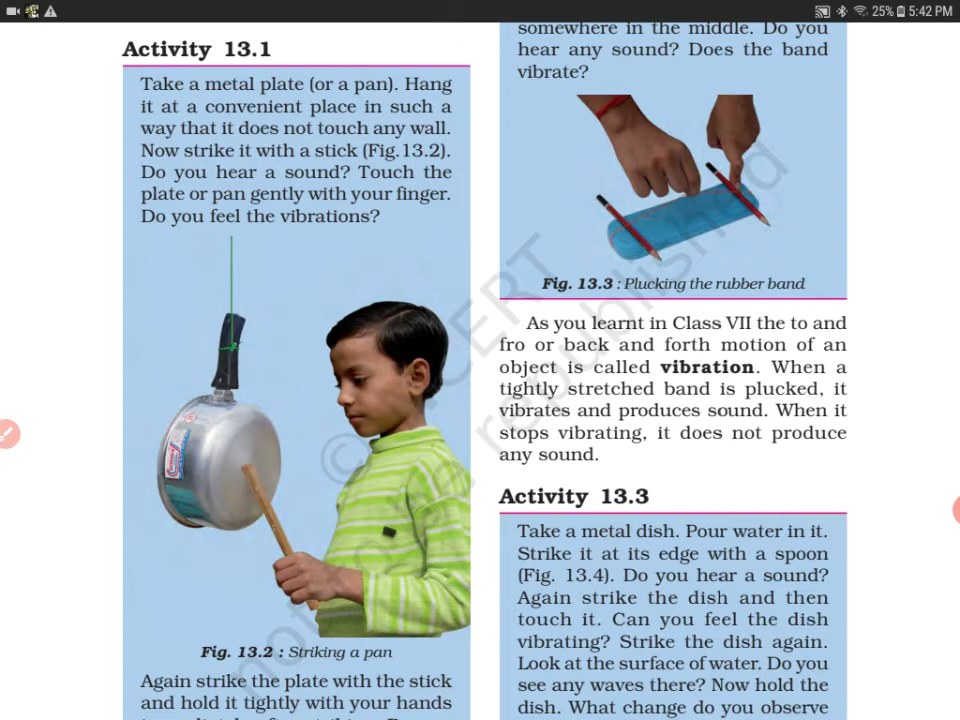 25% 5:42 PM
Activity 13.1
Take a metal plate (or a pan). Hang
it at a convenient place in such a
way that it does not touch any wall.
Now strike it with a stick (Fig.13.2).
Do you hear a sound? Touch the
plate or pan gently with your finger.
Do you feel the vibrations?
Fig. 13.2 : Striking a pan
Again strike the plate with the stick
and hold it tightly with your hands
somewhere in the middle. Do you
hear any sound? Does the band
vibrate?
Fig. 13.3 : Plucking the rubber band
As you learnt in Class VII the to and
fro or back and forth motion of an
object is called vibration. When a
tightly stretched band is plucked, it
vibrates and produces sound. When it
stops vibrating, it does not produce
any sound.
Activity 13.3
Take a metal dish. Pour water in it.
Strike it at its edge with a spoon
(Fig. 13.4). Do you hear a sound?
Again strike the dish and then
touch it. Can you feel the dish
vibrating? Strike the dish again.
Look at the surface of water. Do you
see any waves there? Now hold the
dish. What change do you observe